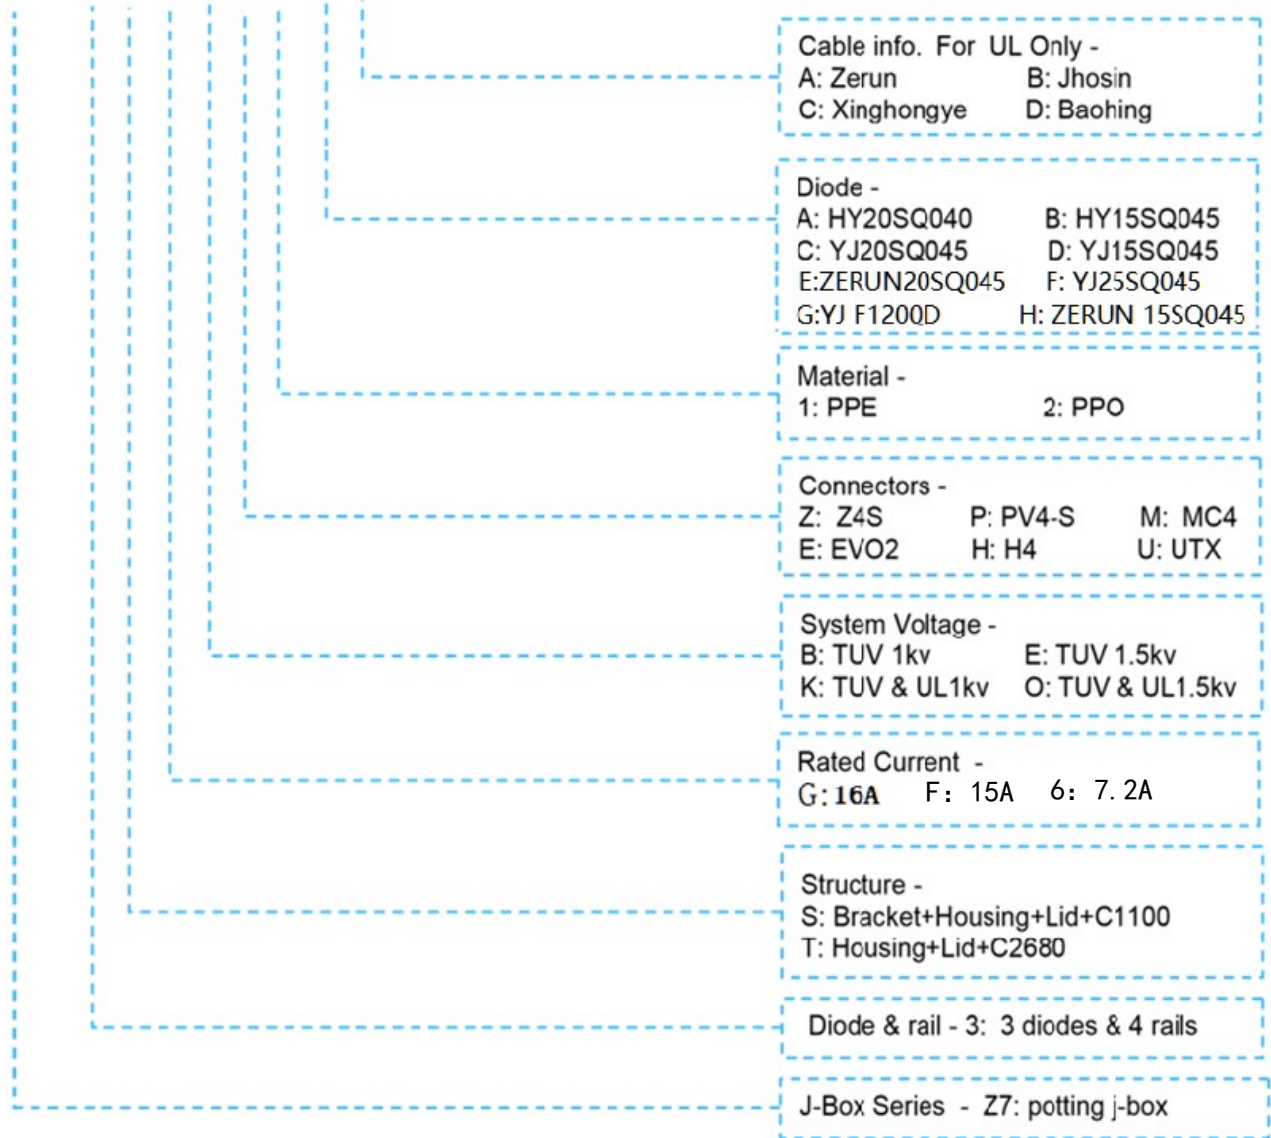 Cable info. For UL Only -
A: Zerun B: Jhosin
C: Xinghongye D: Baohing
Diode -
A: HY20SQ040 B: HY15SQ045
C: YJ20SQ045 D: YJ15SQ045
E:ZERUN20SQ045 F: YJ25SQ045
G:YJ F1200D H: ZERUN 15SQ045
Material -
1: PPE 2: PPO
Connectors -
Z: Z4S P: PV4-S M: MC4
E: EVO2 H: H4 U: UTX
System Voltage -
B: TUV 1kv E: TUV 1.5kv
K: TUV & UL1kv O: TUV & UL1.5kv
Rated Current -
G:16A F: 15A 6: 7.2A
Structure -
S: Bracket+Housing+Lid+C1100
T: Housing+Lid+C2680
Diode & rail - 3: 3 diodes & 4 rails
J-Box Series - Z7: potting j-box